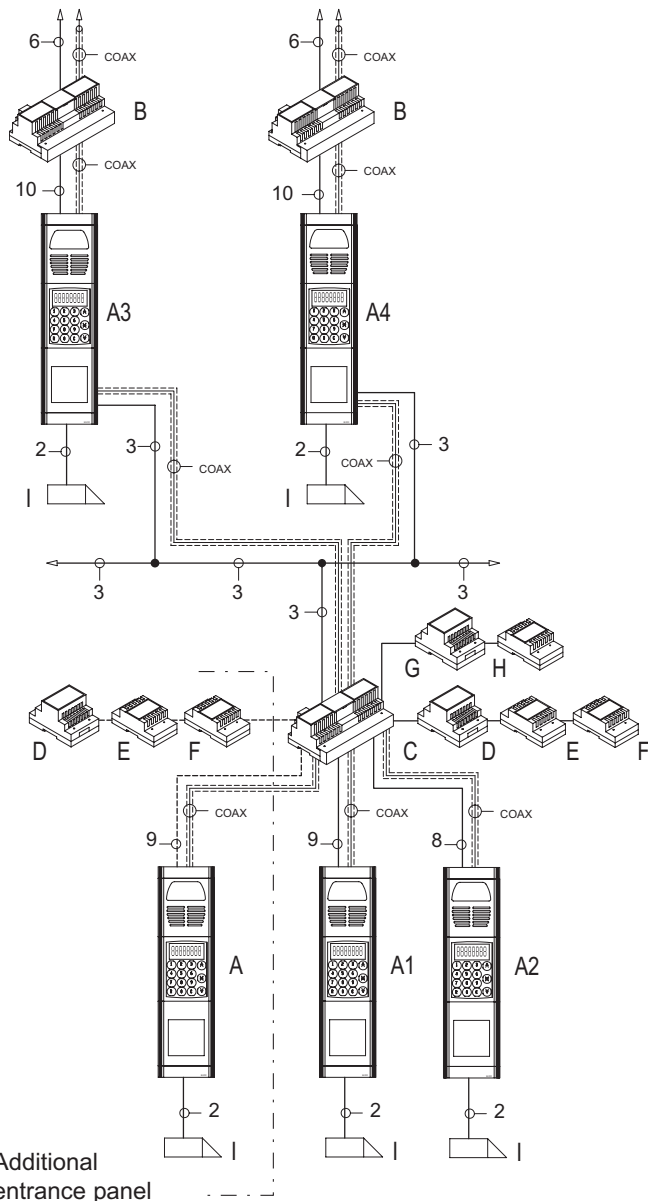 6 COAX 6 COAX
B B
COAX COAX
10 10
A3 A4
2 3 COAX 2 COAX 3
I I
3 3 3
3
G H
D E F C D E F
COAX COAX COAX
9 9 8
A A1 A2
2 2 2
I I I
Additional
entrance panel